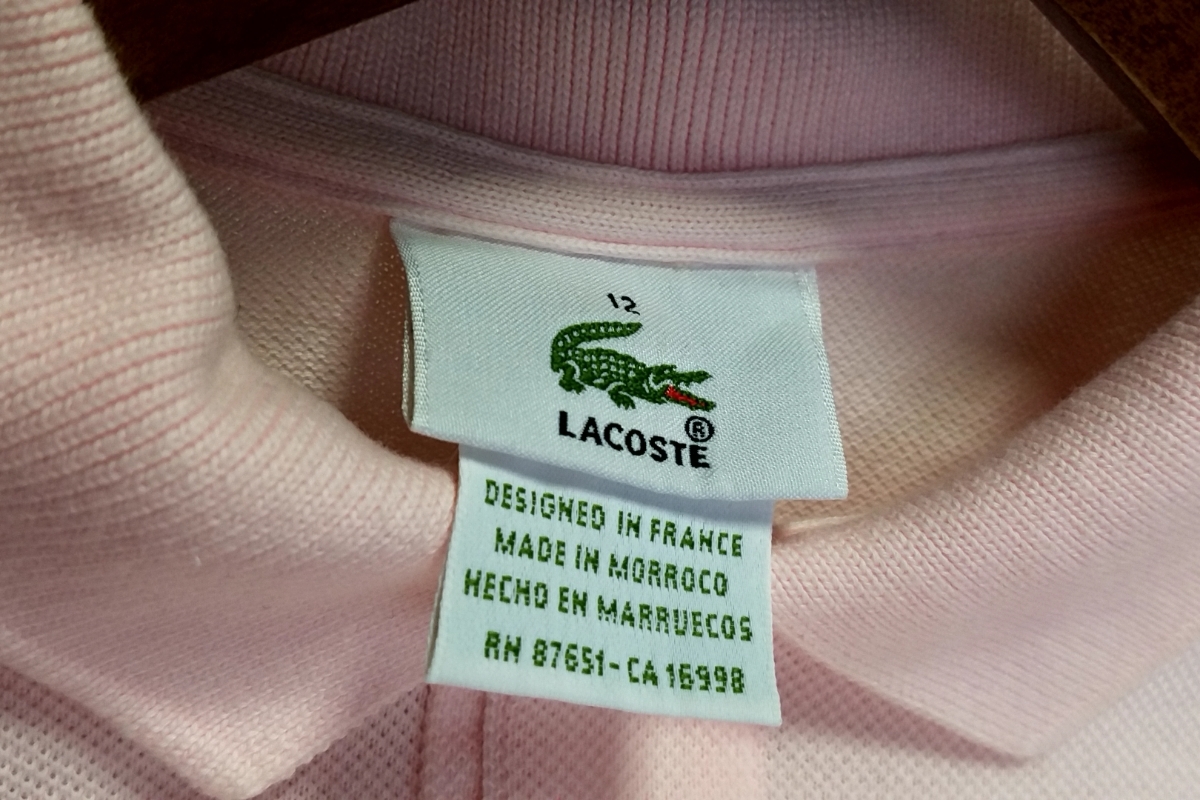 12
LACOSTE®
DESIGNED IN FRANCE
MADE IN MORROCO
HECHO EN MARRUECOS
RN 87651-CA 16998